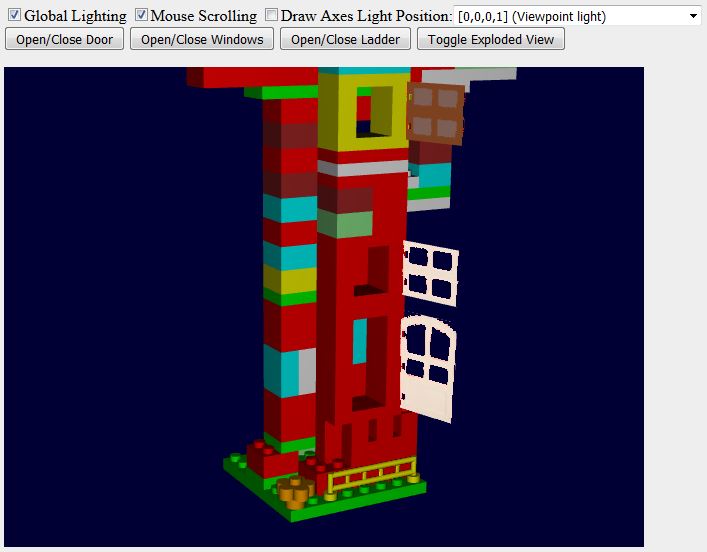 Global Lighting Mouse Scrolling Draw Axes Light Position: [0,0,0,1] (Viewpoint light)
Open/Close Door Open/Close Windows Open/Close Ladder Toggle Exploded View